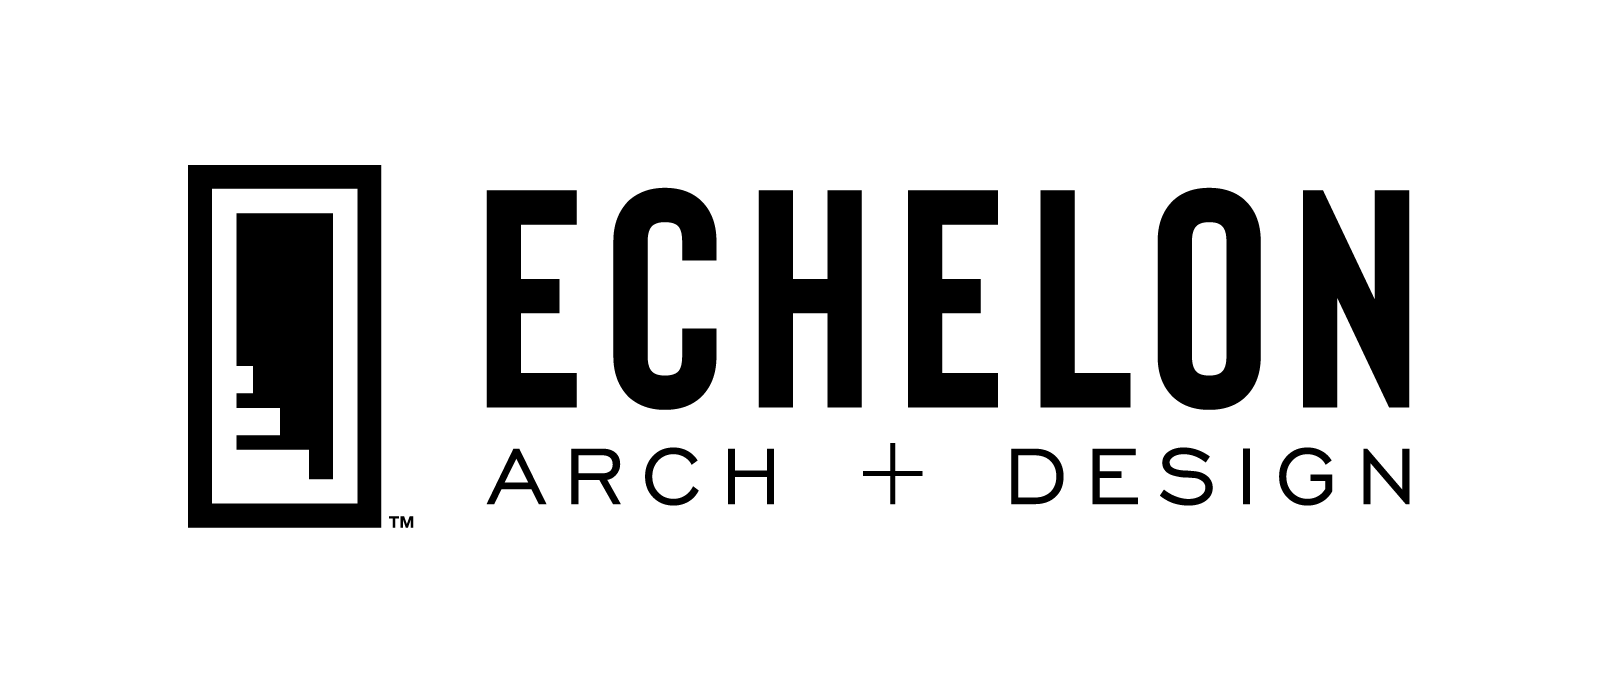 ECHELON
ARCH + DESIGN
™